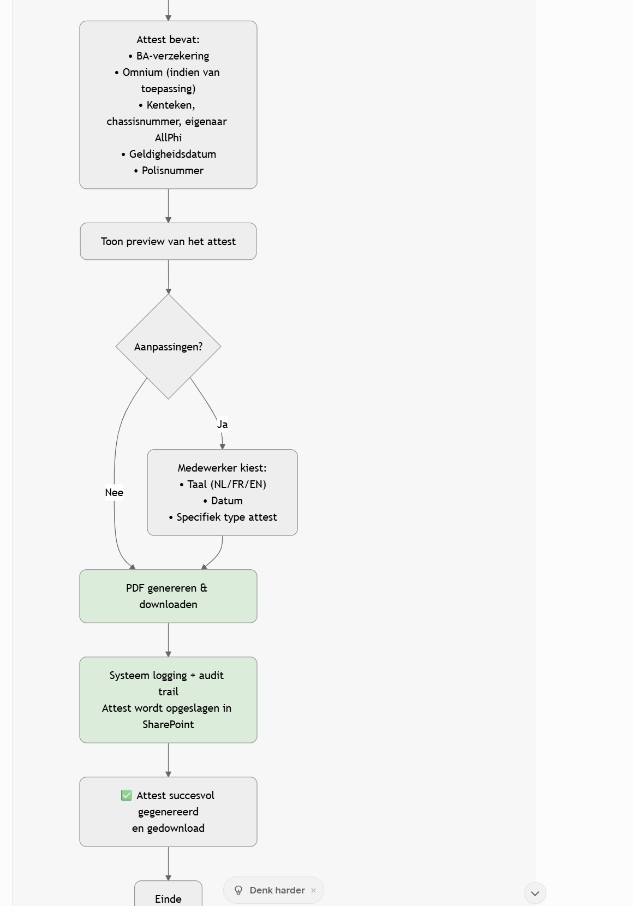 Attest bevat:
• BA-verzekering
• Omnium (indien van
toepassing)
• Kenteken,
chassisnummer, eigenaar
AllPhi
• Geldigheidsdatum
• Polisnummer
Toon preview van het attest
Aanpassingen?
Ja
Medewerker kiest:
• Taal (NL/FR/EN)
• Datum
• Specifiek type attest
Nee
PDF genereren &
downloaden
Systeem logging + audit
trail
Attest wordt opgeslagen in
SharePoint
✅ Attest succesvol
gegenereerd
en gedownload
Einde
Denk harder ×